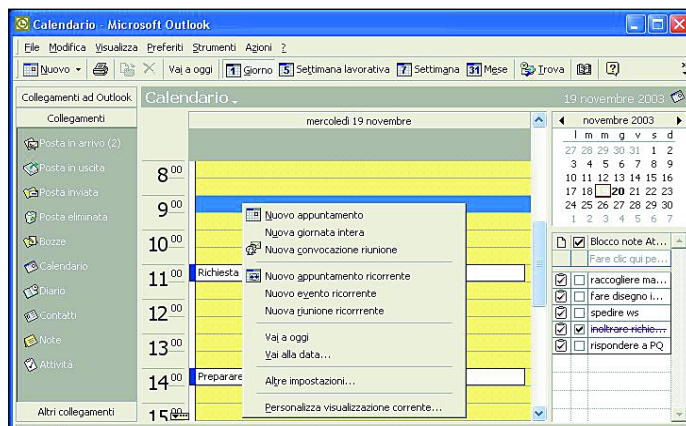 Calendario - Microsoft Outlook
File Modifica Visualizza Preferiti Strumenti Azioni ?
Nuovo Vai a oggi 1 Giorno 5 Settimana lavorativa 7 Settimana 31 Mese Trova
Collegamenti ad Outlook
Calendario
19 novembre 2003
Collegamenti
Posta in arrivo (2)
Posta in uscita
Posta inviata
Posta eliminata
Bozze
Calendario
Diario
Contatti
Note
Attività
Altri collegamenti
mercoledì 19 novembre
8 00
9 00
10 00
11 00 Richiesta
12 00
13 00
14 00 Preparare
15 00
Nuovo appuntamento
Nuova giornata intera
Nuova convocazione riunione
Nuovo appuntamento ricorrente
Nuovo evento ricorrente
Nuova riunione ricorrrente
Vai a oggi
Vai alla data...
Altre impostazioni...
Personalizza visualizzazione corrente...
novembre 2003
l m m g v s d
27 28 29 30 31 1 2
3 4 5 6 7 8 9
10 11 12 13 14 15 16
17 18 20 21 22 23
24 25 26 27 28 29 30
1 2 3 4 5 6 7
Blocco note At...
Fare clic qui pe...
raccogliere ma...
fare disegno i...
spedire ws
inoltrare richie...
rispondere a PQ